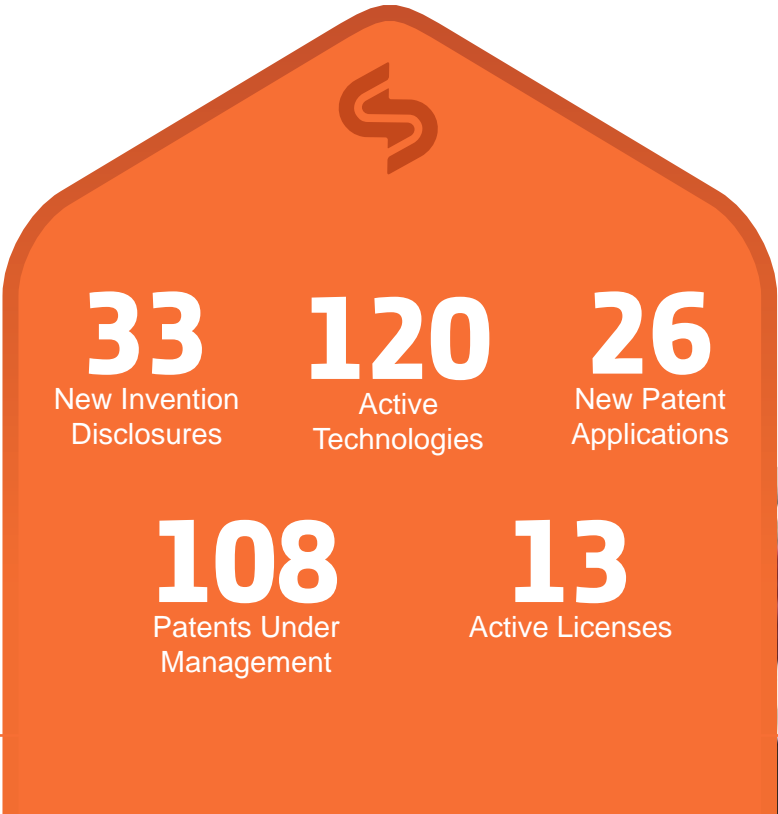 33
New Invention
Disclosures
120
Active
Technologies
26
New Patent
Applications
108
Patents Under
Management
13
Active Licenses